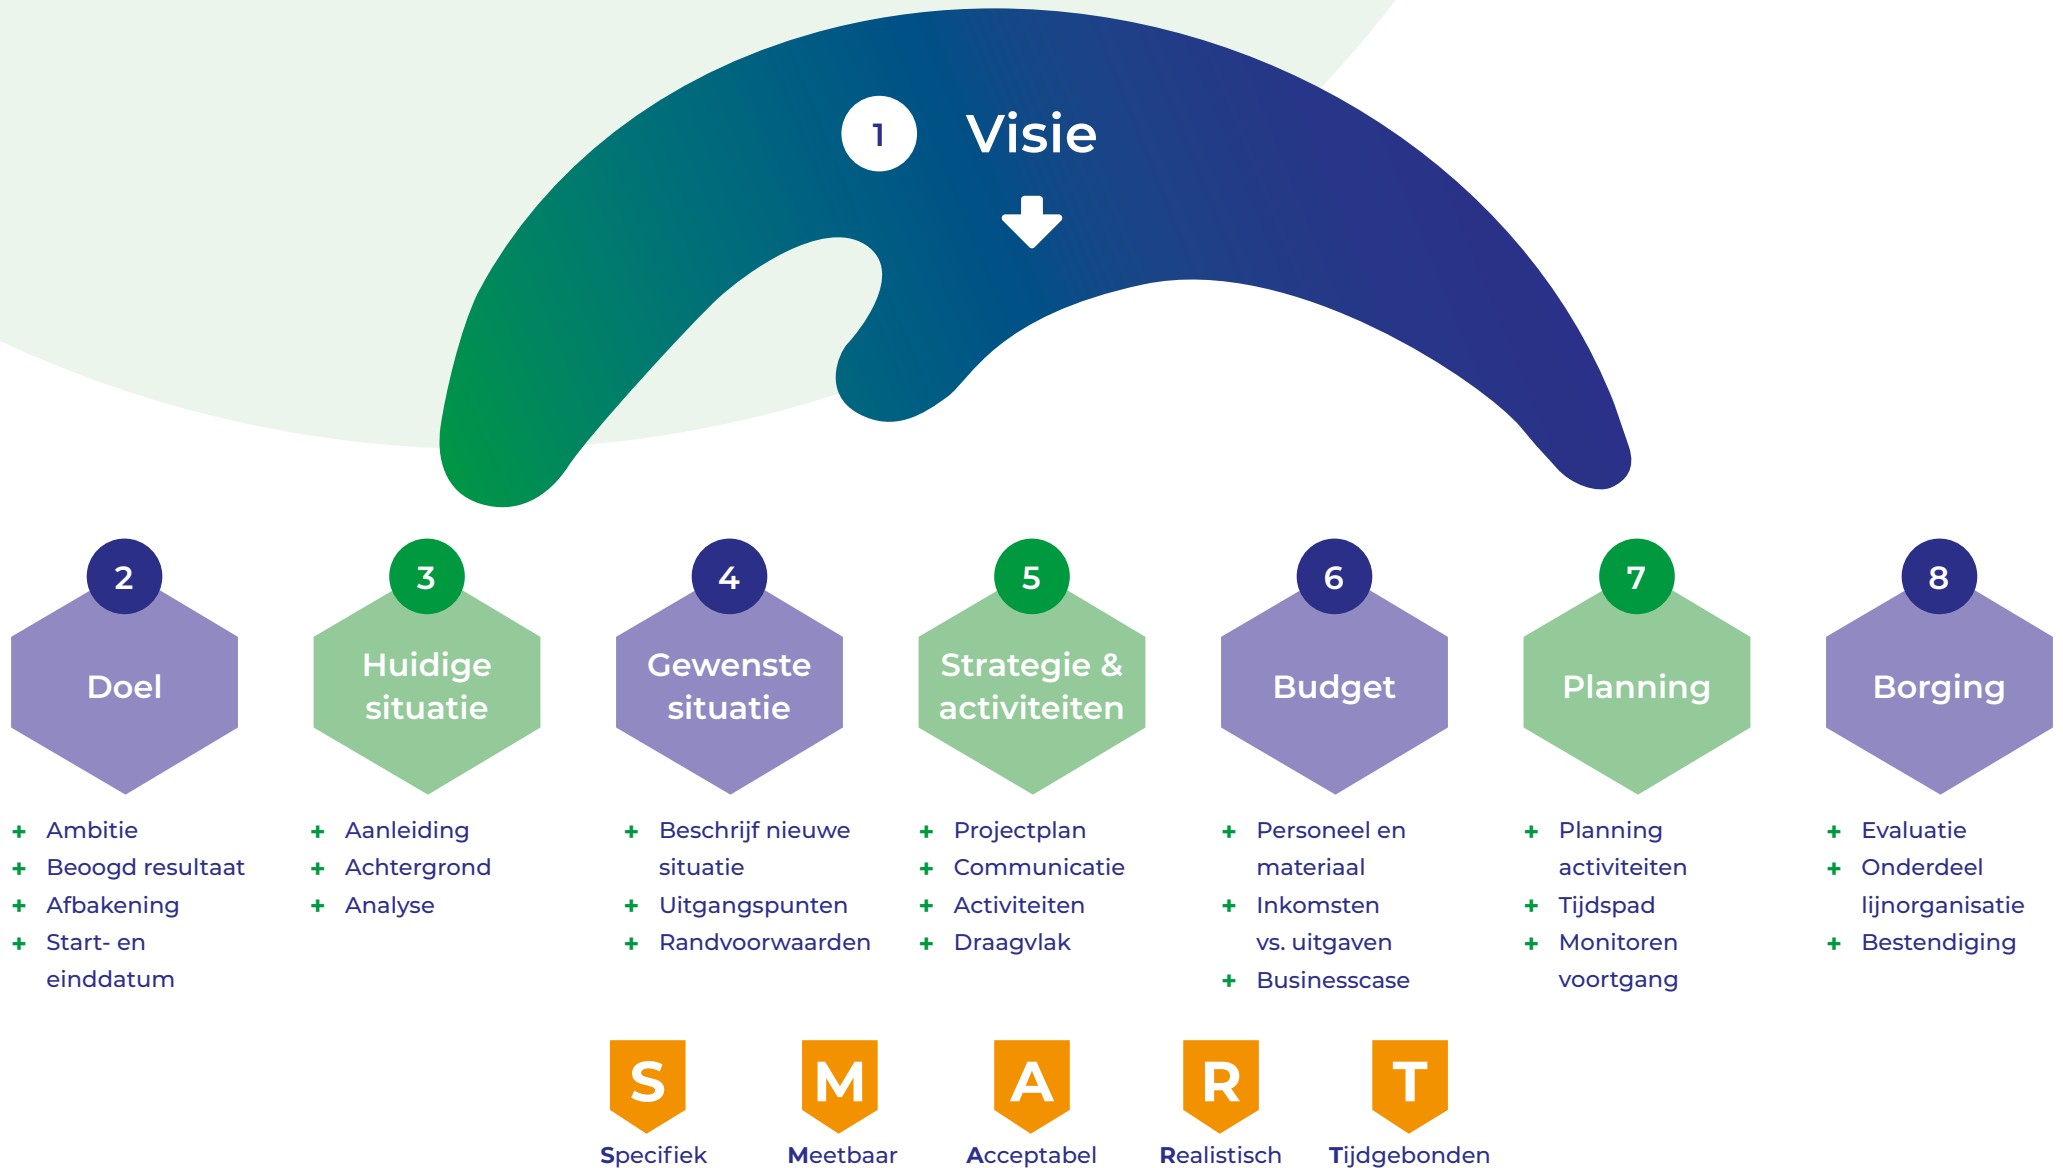 1 Visie
2
Doel
+ Ambitie
+ Beoogd resultaat
+ Afbakening
+ Start- en
einddatum
3
Huidige
situatie
+ Aanleiding
+ Achtergrond
+ Analyse
4
Gewenste
situatie
+ Beschrijf nieuwe
situatie
+ Uitgangspunten
+ Randvoorwaarden
5
Strategie &
activiteiten
+ Projectplan
+ Communicatie
+ Activiteiten
+ Draagvlak
6
Budget
+ Personeel en
materiaal
+ Inkomsten
vs. uitgaven
+ Businesscase
7
Planning
+ Planning
activiteiten
+ Tijdspad
+ Monitoren
voortgang
8
Borging
+ Evaluatie
+ Onderdeel
lijnorganisatie
+ Bestendiging
S
Specifiek
M
Meetbaar
A
Acceptabel
R
Realistisch
T
Tijdgebonden